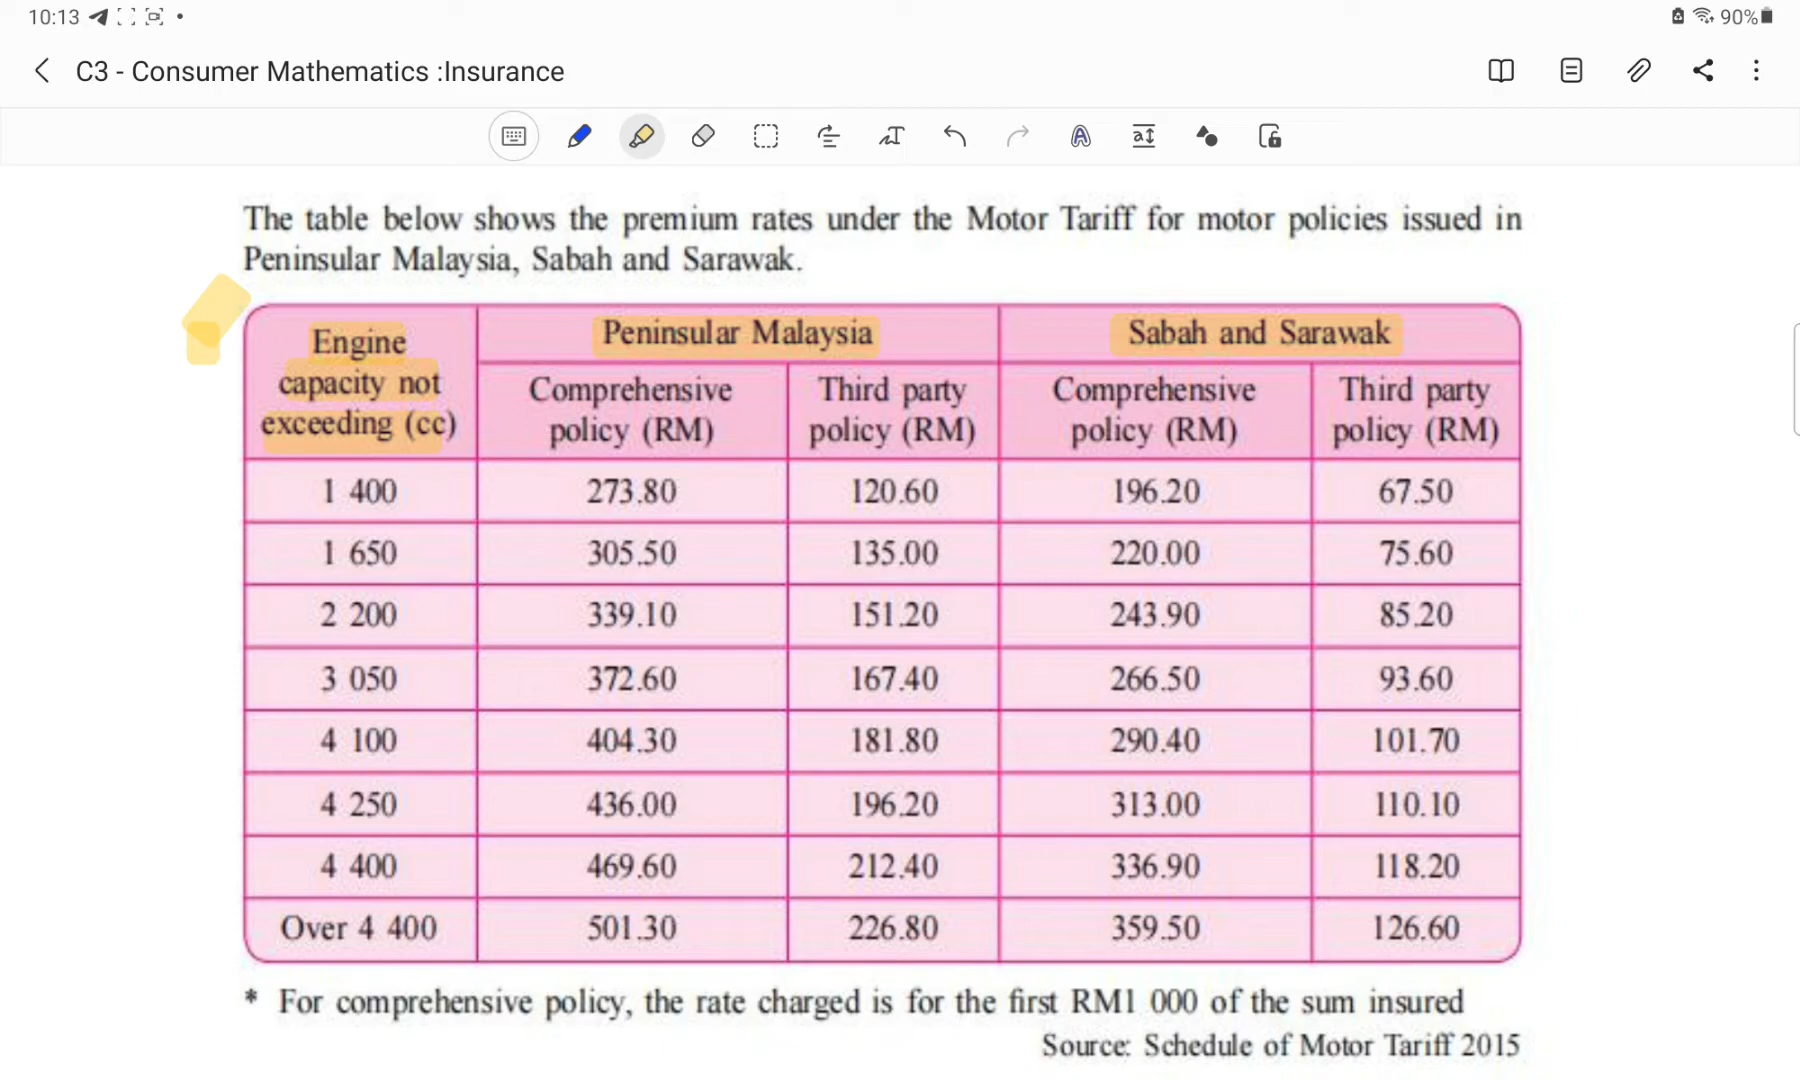 10:13
90%
C3 - Consumer Mathematics :Insurance
The table below shows the premium rates under the Motor Tariff for motor policies issued in
Peninsular Malaysia, Sabah and Sarawak.
Engine capacity not exceeding (cc) Peninsular Malaysia Sabah and Sarawak
Comprehensive policy (RM) Third party policy (RM) Comprehensive policy (RM) Third party policy (RM)
1 400 273.80 120.60 196.20 67.50
1 650 305.50 135.00 220.00 75.60
2 200 339.10 151.20 243.90 85.20
3 050 372.60 167.40 266.50 93.60
4 100 404.30 181.80 290.40 101.70
4 250 436.00 196.20 313.00 110.10
4 400 469.60 212.40 336.90 118.20
Over 4 400 501.30 226.80 359.50 126.60
* For comprehensive policy, the rate charged is for the first RM1 000 of the sum insured
Source: Schedule of Motor Tariff 2015